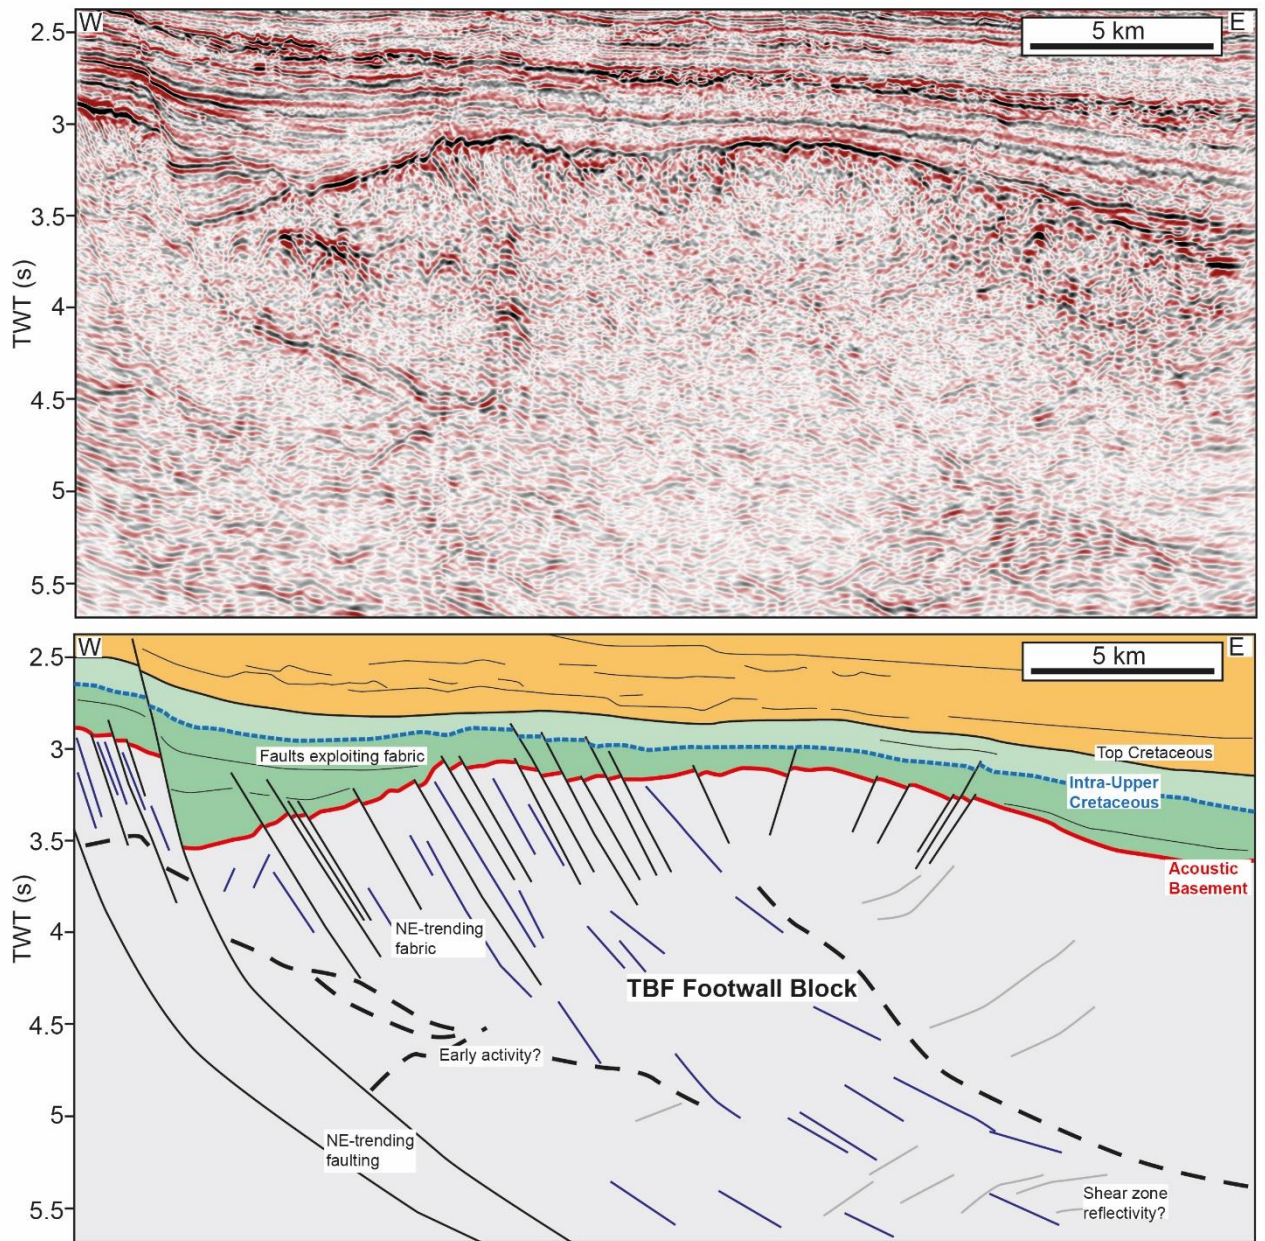 W
E
5 km
2.5
3
3.5
4
4.5
5
5.5
TWT (s)
W
E
5 km
2.5
3
3.5
4
4.5
5
5.5
TWT (s)
Top Cretaceous
Faults exploiting fabric
Intra-Upper
Cretaceous
Acoustic
Basement
NE-trending
fabric
TBF Footwall Block
Early activity?
NE-trending
faulting
Shear zone
reflectivity?